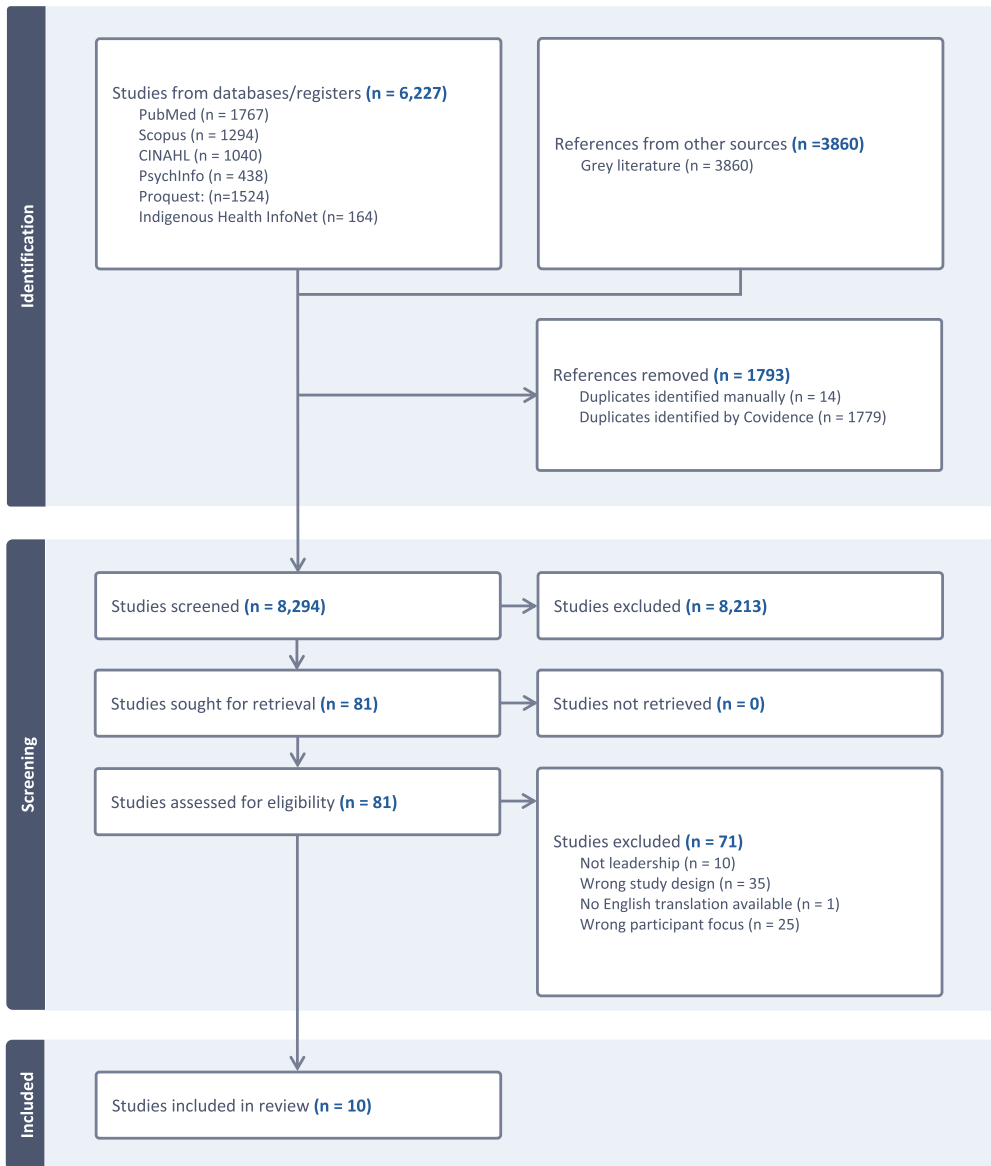 Identification
Studies from databases/registers (n = 6,227)
PubMed (n = 1767)
Scopus (n = 1294)
CINAHL (n = 1040)
PsychInfo (n = 438)
Proquest: (n=1524)
Indigenous Health InfoNet (n= 164)
References from other sources (n =3860)
Grey literature (n = 3860)
References removed (n = 1793)
Duplicates identified manually (n = 14)
Duplicates identified by Covidence (n = 1779)
Screening
Studies screened (n = 8,294)
Studies excluded (n = 8,213)
Studies sought for retrieval (n = 81)
Studies not retrieved (n = 0)
Studies assessed for eligibility (n = 81)
Studies excluded (n = 71)
Not leadership (n = 10)
Wrong study design (n = 35)
No English translation available (n = 1)
Wrong participant focus (n = 25)
Included
Studies included in review (n = 10)